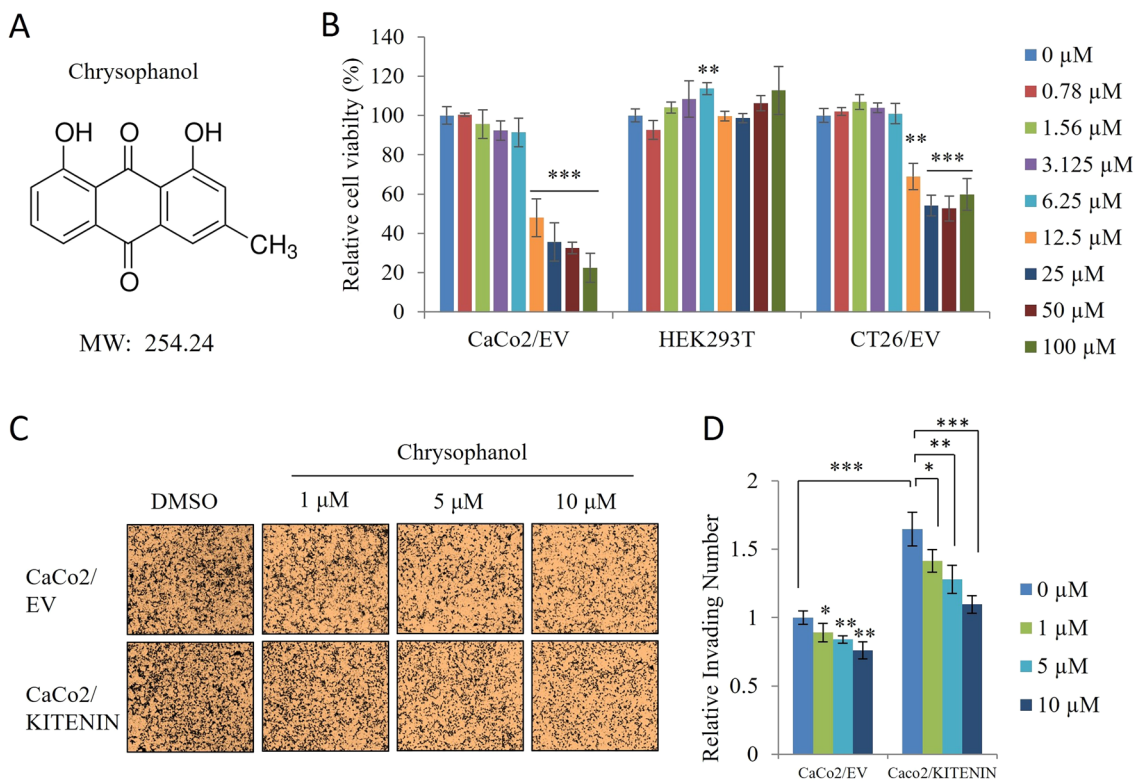 A
Chrysophanol
OH
O
OH
O
CH3
MW: 254.24
B
Relative cell viability (%)
140
120
100
80
60
40
20
0
***
**
**
***
CaCo2/EV
HEK293T
CT26/EV
0 µM
0.78 µM
1.56 µM
3.125 µM
6.25 µM
12.5 µM
25 µM
50 µM
100 µM
C
Chrysophanol
DMSO
1 µM
5 µM
10 µM
CaCo2/
EV
CaCo2/
KITENIN
D
Relative Invading Number
2
1.5
1
0.5
0
***
***
**
*
*
**
**
CaCo2/EV
Caco2/KITENIN
0 µM
1 µM
5 µM
10 µM